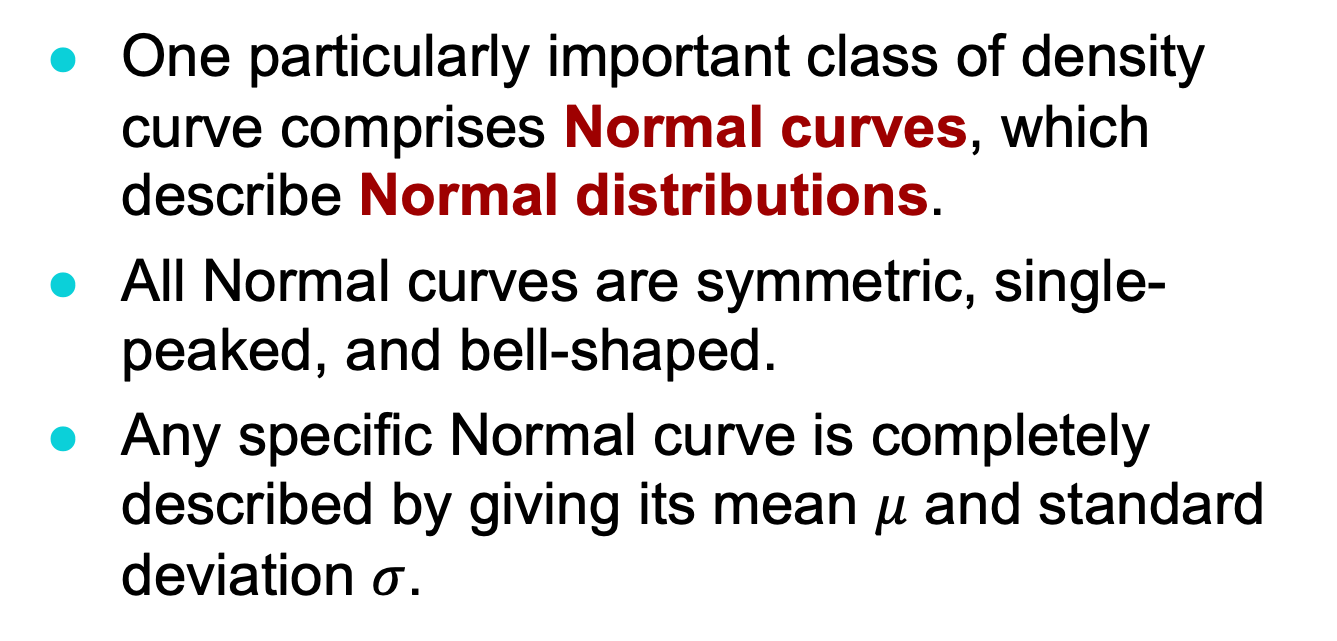 ● One particularly important class of density
curve comprises Normal curves, which
describe Normal distributions.
● All Normal curves are symmetric, single-
peaked, and bell-shaped.
● Any specific Normal curve is completely
described by giving its mean μ and standard
deviation σ.